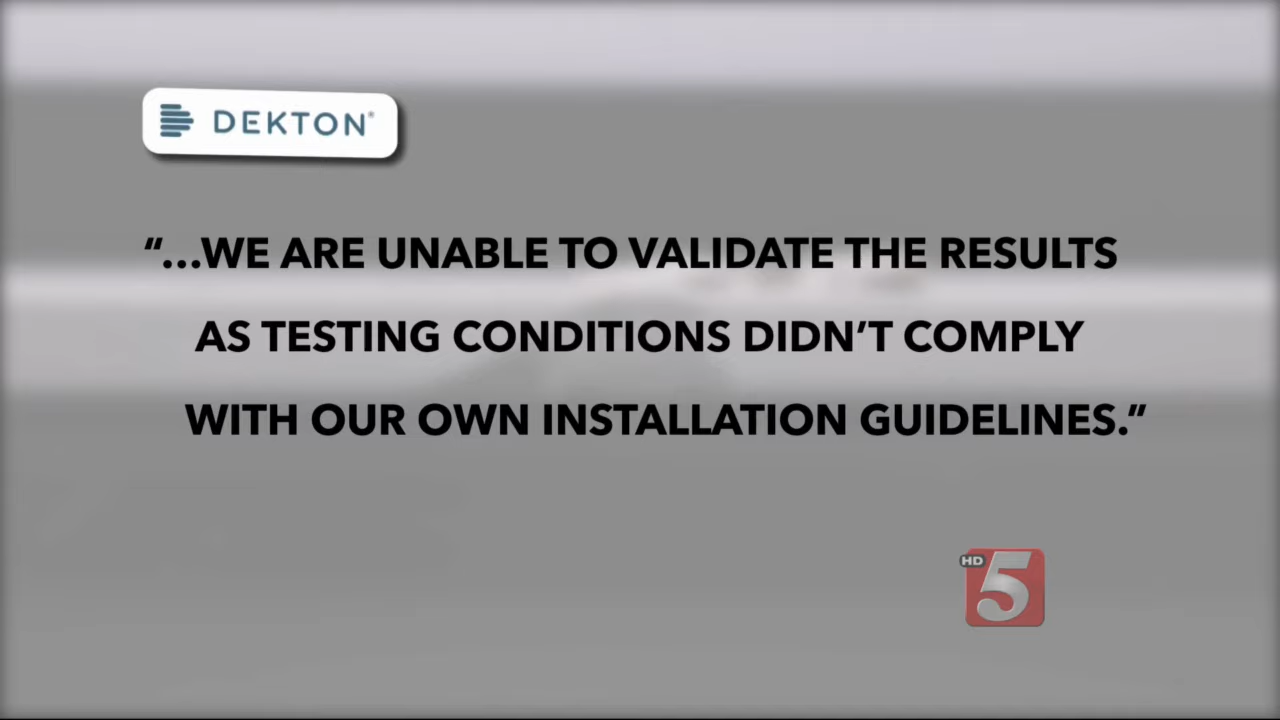 DEKTON®
“...WE ARE UNABLE TO VALIDATE THE RESULTS
AS TESTING CONDITIONS DIDN’T COMPLY
WITH OUR OWN INSTALLATION GUIDELINES.”
HD 5